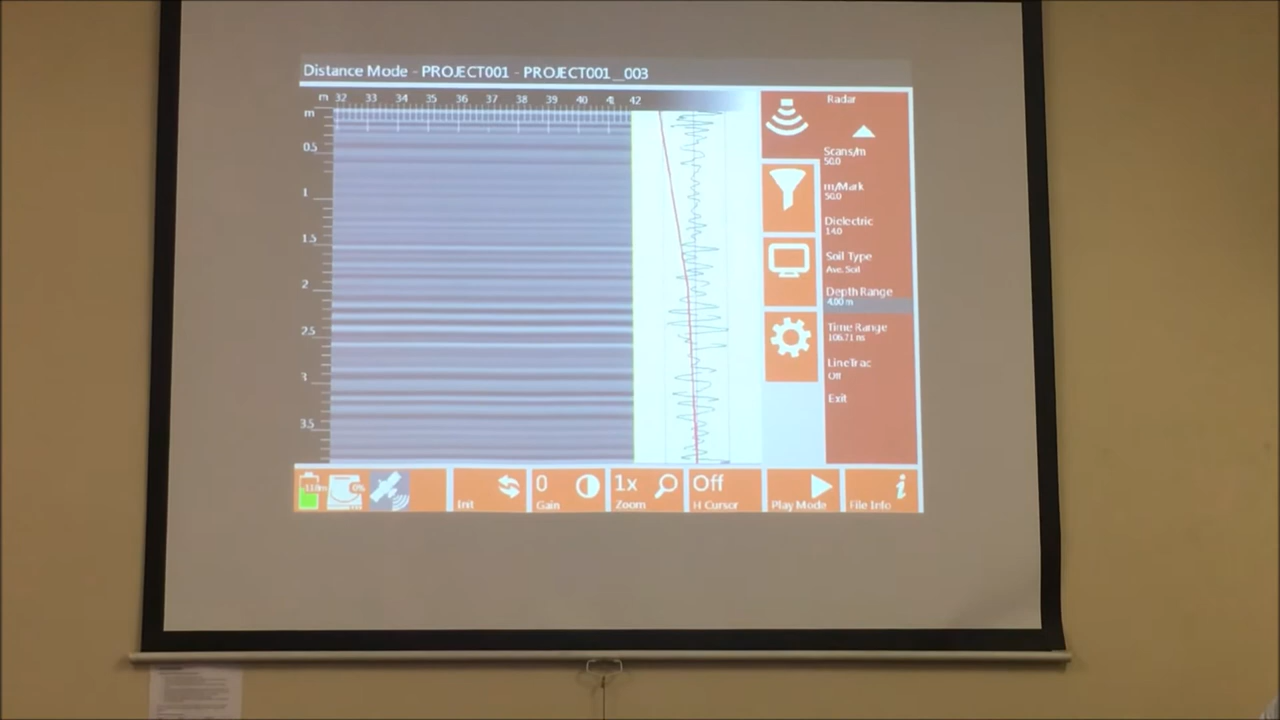 Distance Mode - PROJECT001 - PROJECT001__003
m 32 33 34 35 36 37 38 39 40 41 42
m
0.5
1
1.5
2
2.5
3
3.5
Radar
Scans/m
50.0
m/Mark
50.0
Dielectric
14.0
Soil Type
Ave. Soil
Depth Range
4.00 m
Time Range
106.71 ns
LineTrac
Off
Exit
0%
Init
0
Gain
1x
Zoom
Off
H Cursor
Play Mode
i
File Info